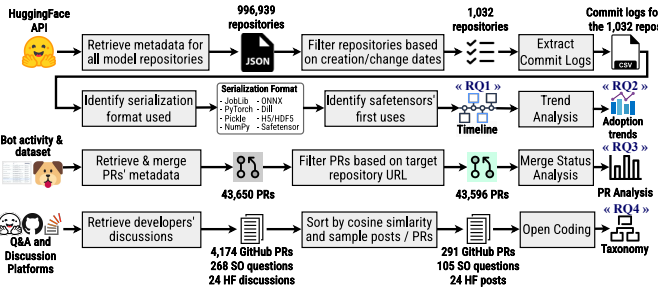 HuggingFace
API
Retrieve metadata for
all model repositories
996,939
repositories
JSON
Filter repositories based
on creation/change dates
1,032
repositories
Extract
Commit Logs
Commit logs fo
the 1,032 repos
CSV
Identify serialization
format used
Serialization Format
- JobLib - ONNX
- PyTorch - Dill
- Pickle - H5/HDF5
- NumPy - Safetensor
Identify safetensors'
first uses
« RQ1 »
Timeline
Trend
Analysis
« RQ2 »
Adoption
trends
Bot activity &
dataset
Retrieve & merge
PRs' metadata
43,650 PRs
Filter PRs based on target
repository URL
43,596 PRs
Merge Status
Analysis
« RQ3 »
PR Analysis
Q&A and
Discussion
Platforms
Retrieve developers'
discussions
4,174 GitHub PRs
268 SO questions
24 HF discussions
Sort by cosine simlarity
and sample posts / PRs
291 GitHub PRs
105 SO questions
24 HF posts
Open Coding
« RQ4 »
Taxonomy